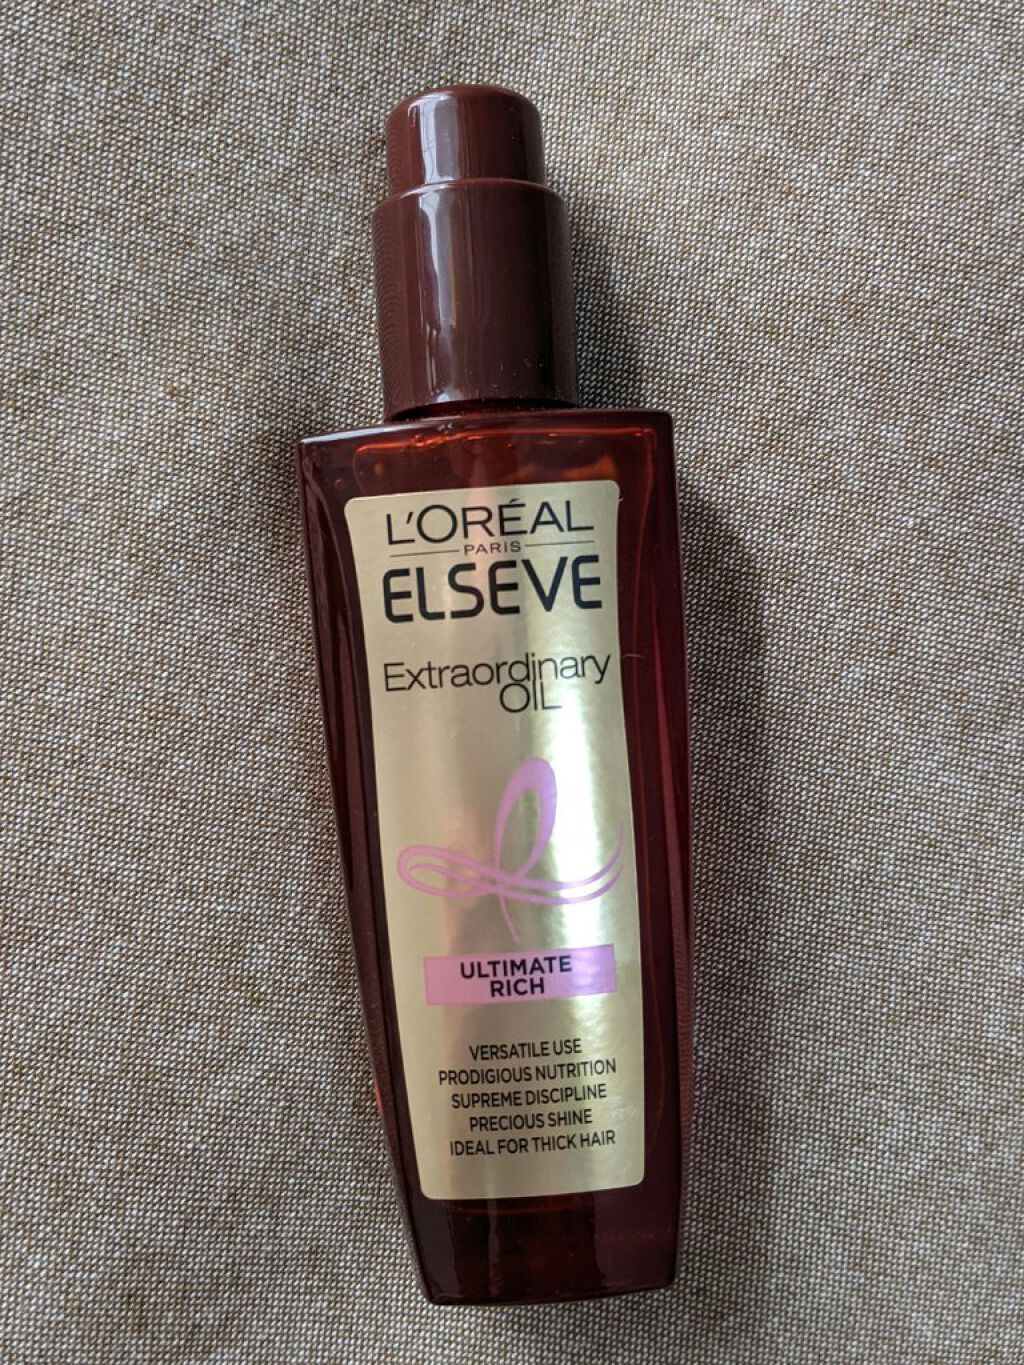 L'ORÉAL
PARIS
ELSEVE
Extraordinary
OIL
ULTIMATE
RICH
VERSATILE USE
PRODIGIOUS NUTRITION
SUPREME DISCIPLINE
PRECIOUS SHINE
IDEAL FOR THICK HAIR